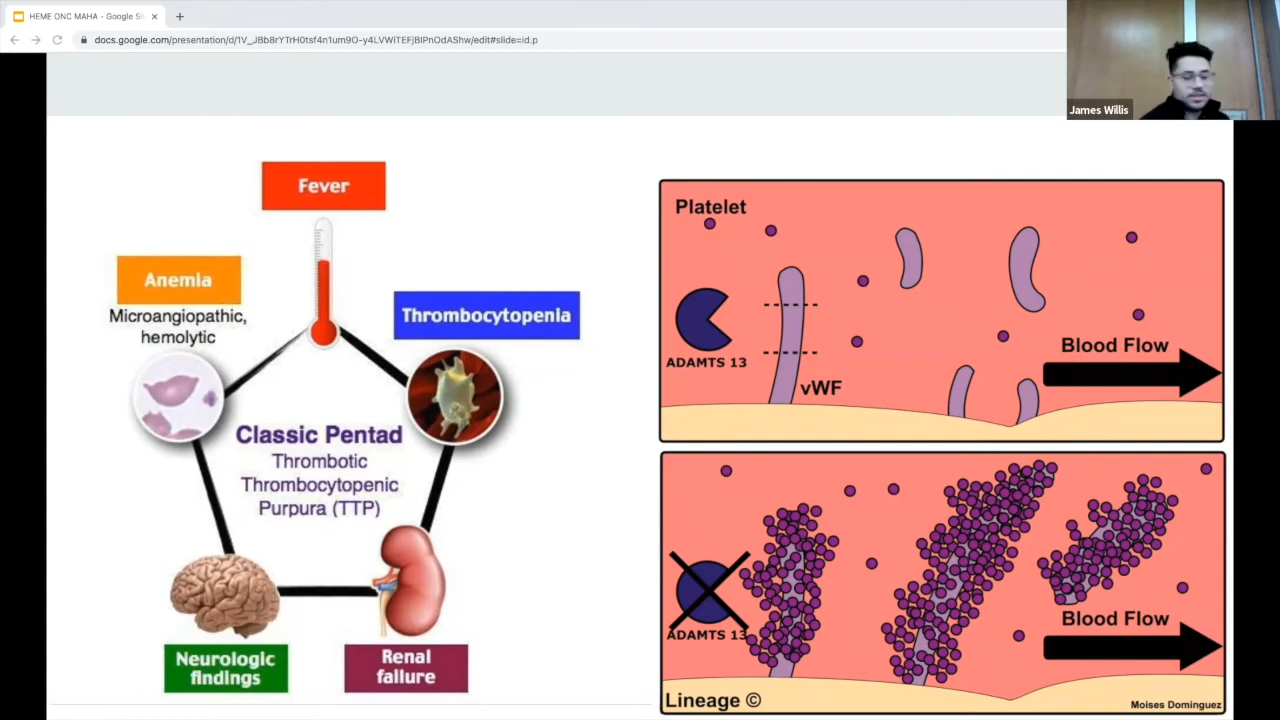 HEME ONC MAHA - Google Sli
docs.google.com/presentation/d/1V_JBb8rYTrH0tsf4n1um9O-y4LVWiTEFjBIPnOdAShw/edit#slide=id.p
James Willis
Fever
Anemia
Microangiopathic,
hemolytic
Thrombocytopenia
Classic Pentad
Thrombotic
Thrombocytopenic
Purpura (TTP)
Neurologic
findings
Renal
failure
Platelet
ADAMTS 13
vWF
Blood Flow
ADAMTS 13
Blood Flow
Lineage ©
Moises Dominguez